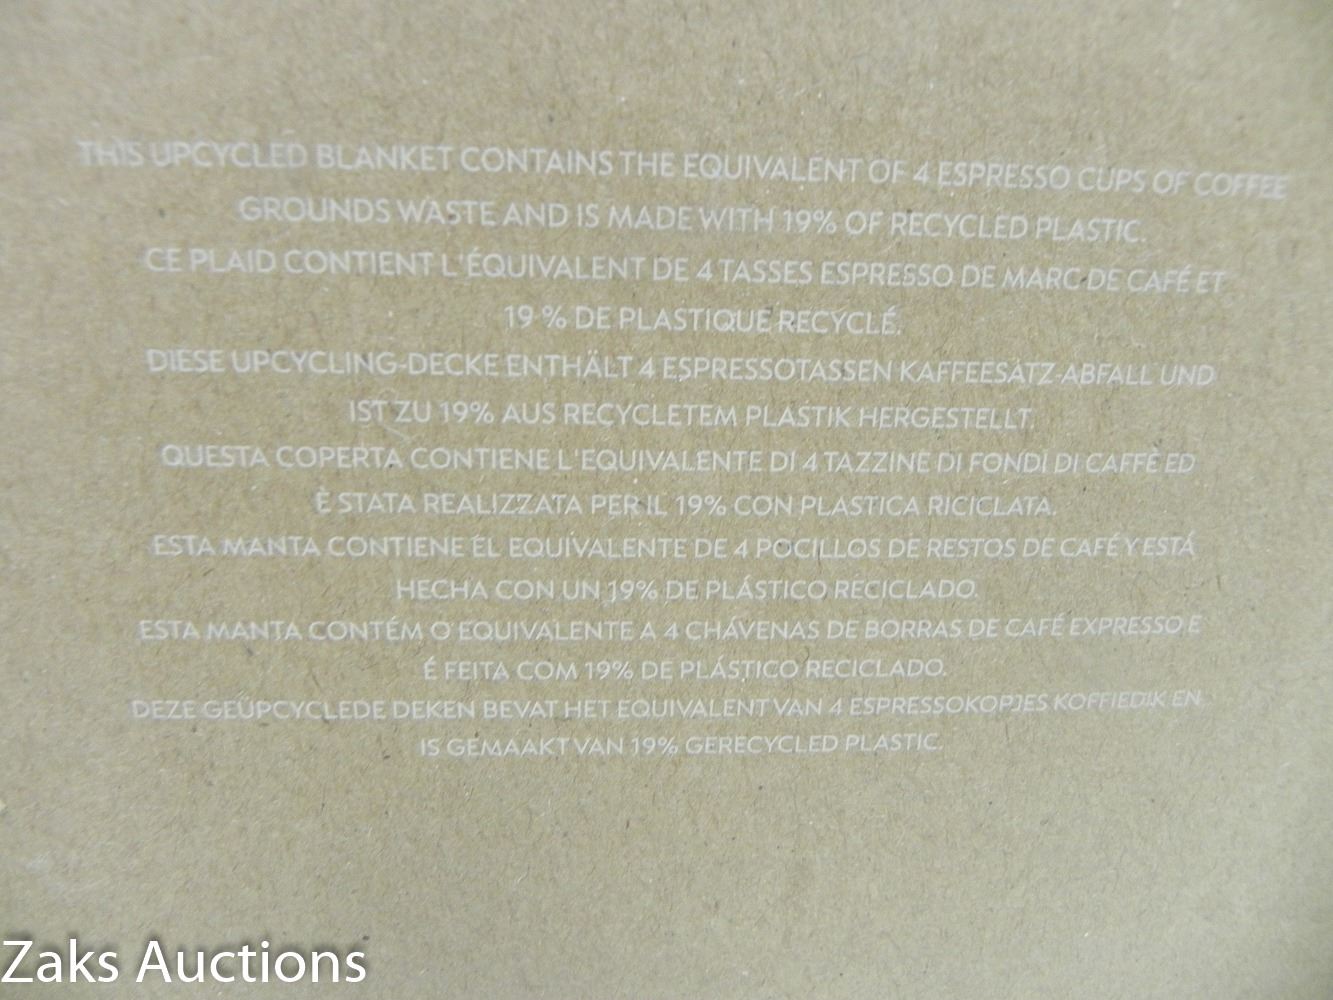 THIS UPCYCLED BLANKET CONTAINS THE EQUIVALENT OF 4 ESPRESSO CUPS OF COFFEE
GROUNDS WASTE AND IS MADE WITH 19% OF RECYCLED PLASTIC.
CE PLAID CONTIENT L'ÉQUIVALENT DE 4 TASSES ESPRESSO DE MARC DE CAFÉ ET
19 % DE PLASTIQUE RECYCLÉ.
DIESE UPCYCLING-DECKE ENTHÄLT 4 ESPRESSOTASSEN KAFFEESATZ-ABFALL UND
IST ZU 19% AUS RECYCLETEM PLASTIK HERGESTELLT.
QUESTA COPERTA CONTIENE L'EQUIVALENTE DI 4 TAZZINE DI FONDI DI CAFFÈ ED
È STATA REALIZZATA PER IL 19% CON PLASTICA RICICLATA.
ESTA MANTA CONTIENE EL EQUIVALENTE DE 4 POCILLOS DE RESTOS DE CAFÉ Y ESTÁ
HECHA CON UN 19% DE PLÁSTICO RECICLADO.
ESTA MANTA CONTÉM O EQUIVALENTE A 4 CHÁVENAS DE BORRAS DE CAFÉ EXPRESSO E
É FEITA COM 19% DE PLÁSTICO RECICLADO.
DEZE GEÜPCYCLEDE DEKEN BEVAT HET EQUIVALENT VAN 4 ESPRESSOKOPJES KOFFIEDIK EN
IS GEMAAKT VAN 19% GERECYCLED PLASTIC.
Zaks Auctions